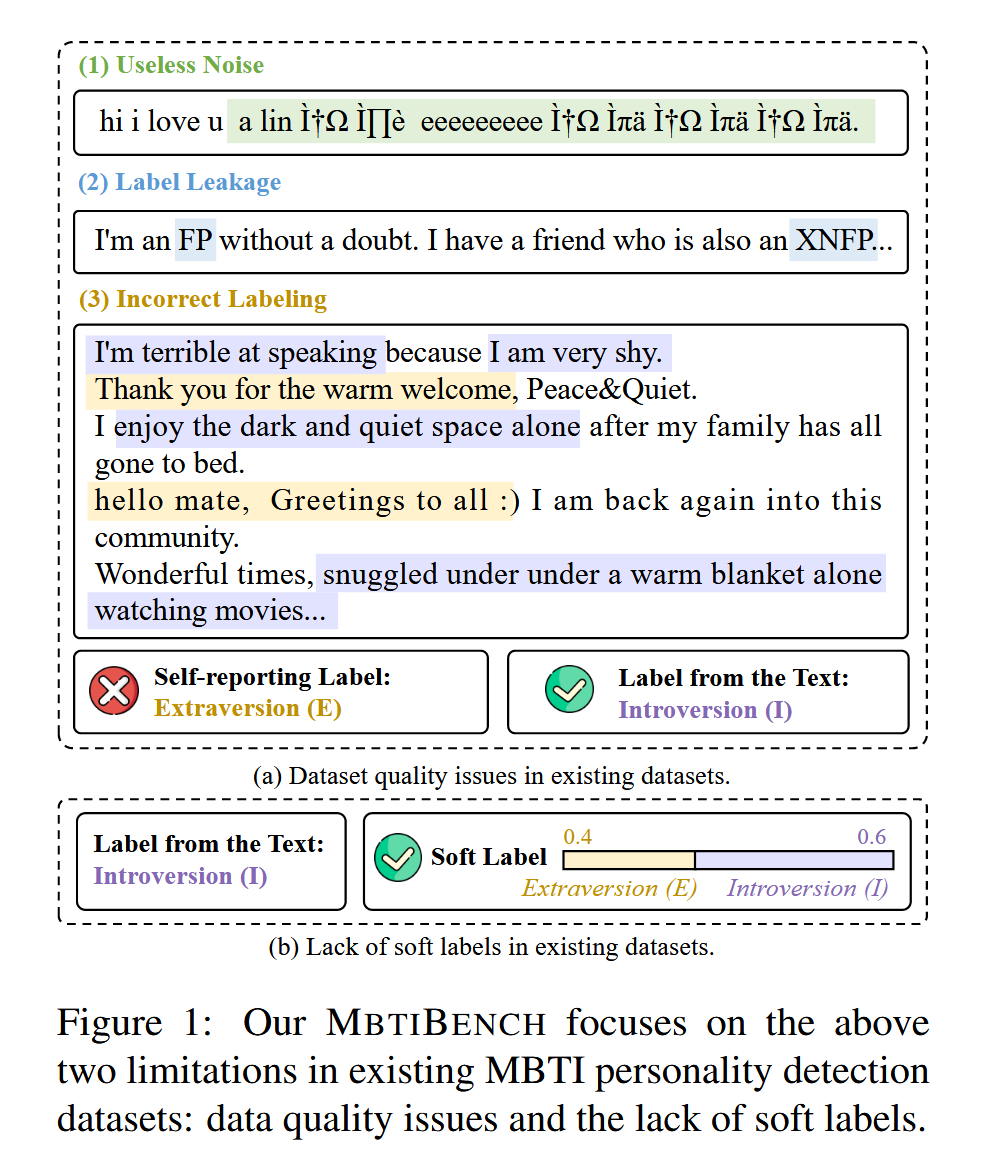 (1) Useless Noise
hi i love u a lin Ì†Ω Ì∏è eeeeeeeee Ì†Ω Ìπä Ì†Ω Ìπä Ì†Ω Ìπä.
(2) Label Leakage
I'm an FP without a doubt. I have a friend who is also an XNFP...
(3) Incorrect Labeling
I'm terrible at speaking because I am very shy.
Thank you for the warm welcome, Peace&Quiet.
I enjoy the dark and quiet space alone after my family has all
gone to bed.
hello mate, Greetings to all :) I am back again into this
community.
Wonderful times, snuggled under under a warm blanket alone
watching movies...
Self-reporting Label:
Extraversion (E)
Label from the Text:
Introversion (I)
(a) Dataset quality issues in existing datasets.
Label from the Text:
Introversion (I)
Soft Label
0.4
0.6
Extraversion (E)
Introversion (I)
(b) Lack of soft labels in existing datasets.
Figure 1: Our MBTIBENCH focuses on the above
two limitations in existing MBTI personality detection
datasets: data quality issues and the lack of soft labels.